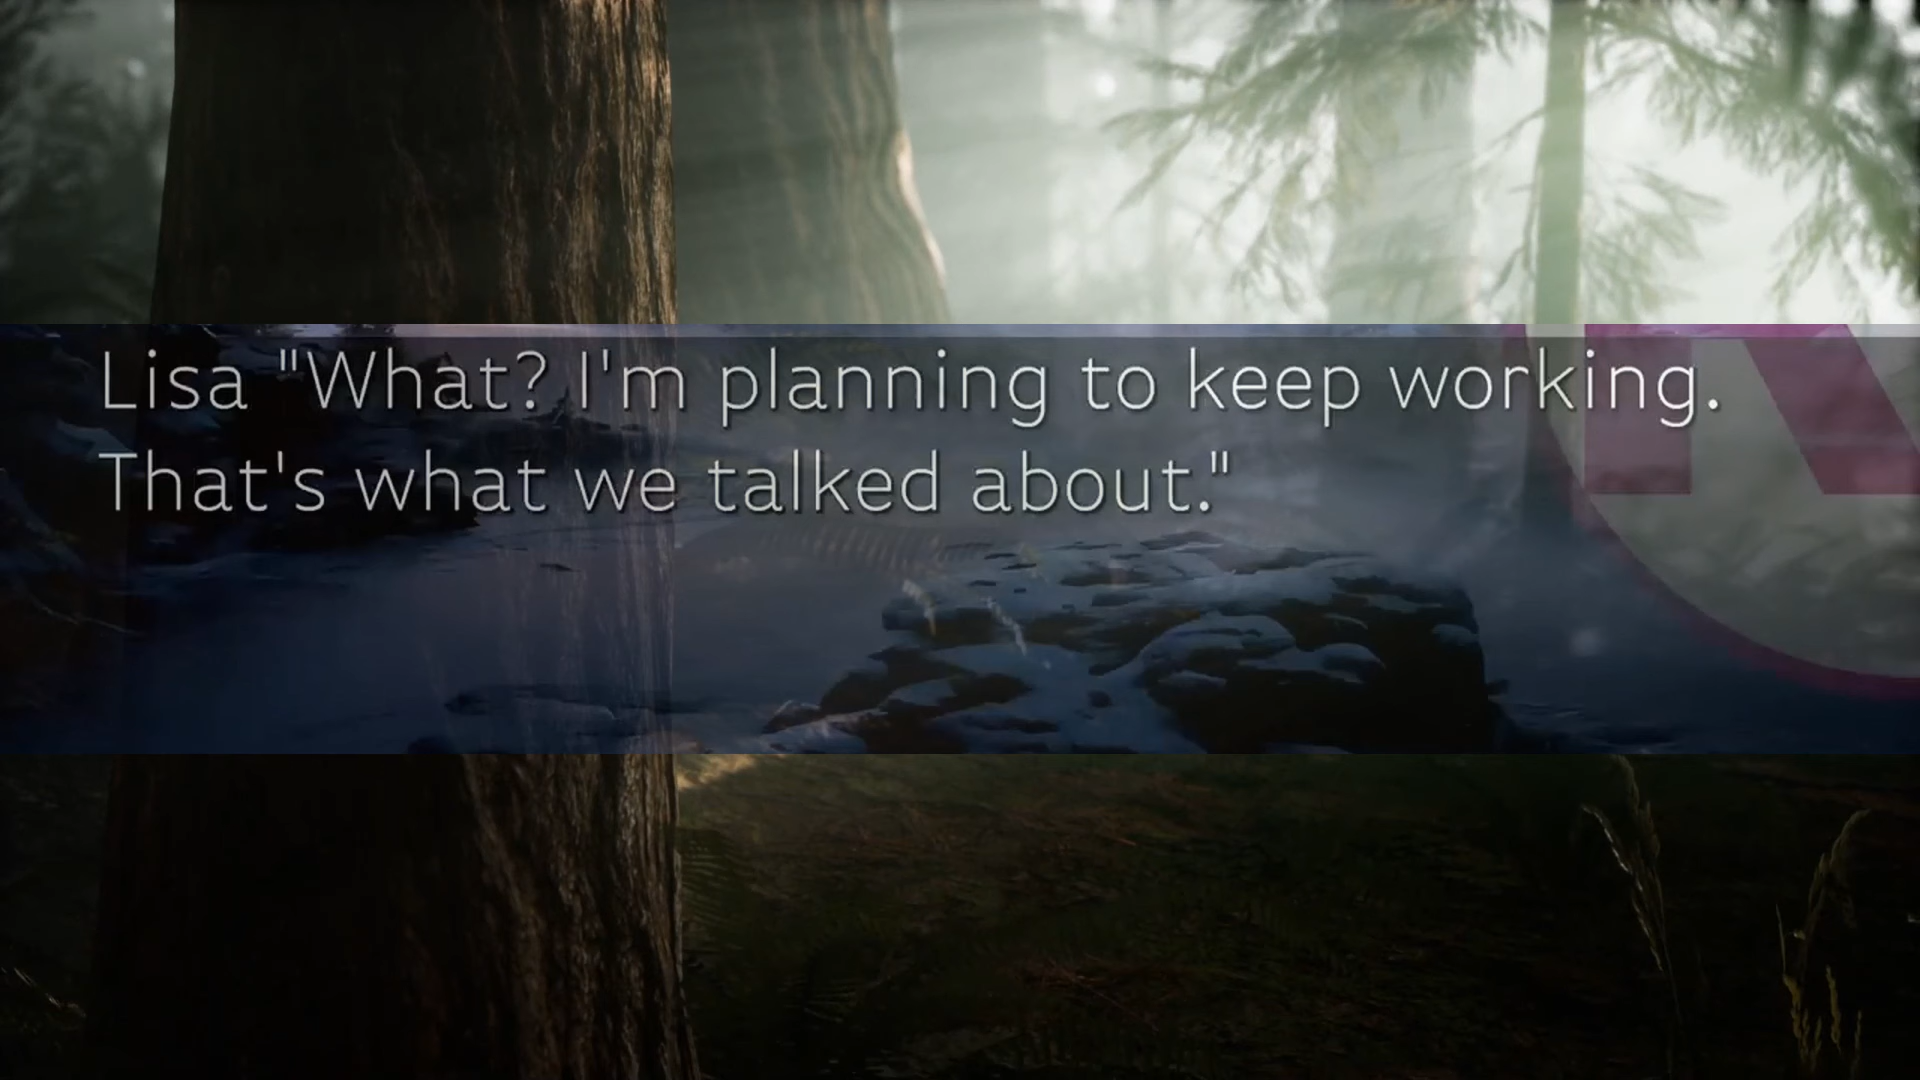 Lisa "What? I'm planning to keep working.
That's what we talked about."